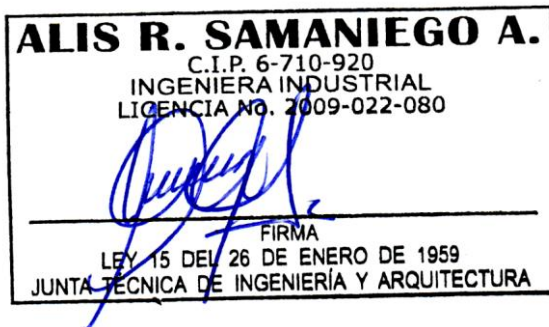 ALIS R. SAMANIEGO A.
C.I.P. 6-710-920
INGENIERA INDUSTRIAL
LICENCIA No. 2009-022-080
FIRMA
LEY 15 DEL 26 DE ENERO DE 1959
JUNTA TÉCNICA DE INGENIERÍA Y ARQUITECTURA